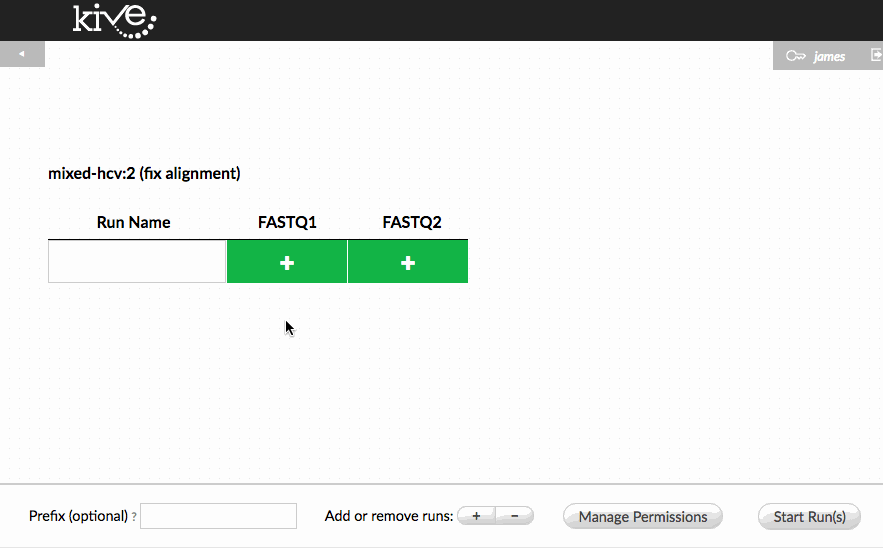 kive
james
mixed-hcv:2 (fix alignment)
Run Name FASTQ1 FASTQ2
+ +
Prefix (optional) ? Add or remove runs: + − Manage Permissions Start Run(s)